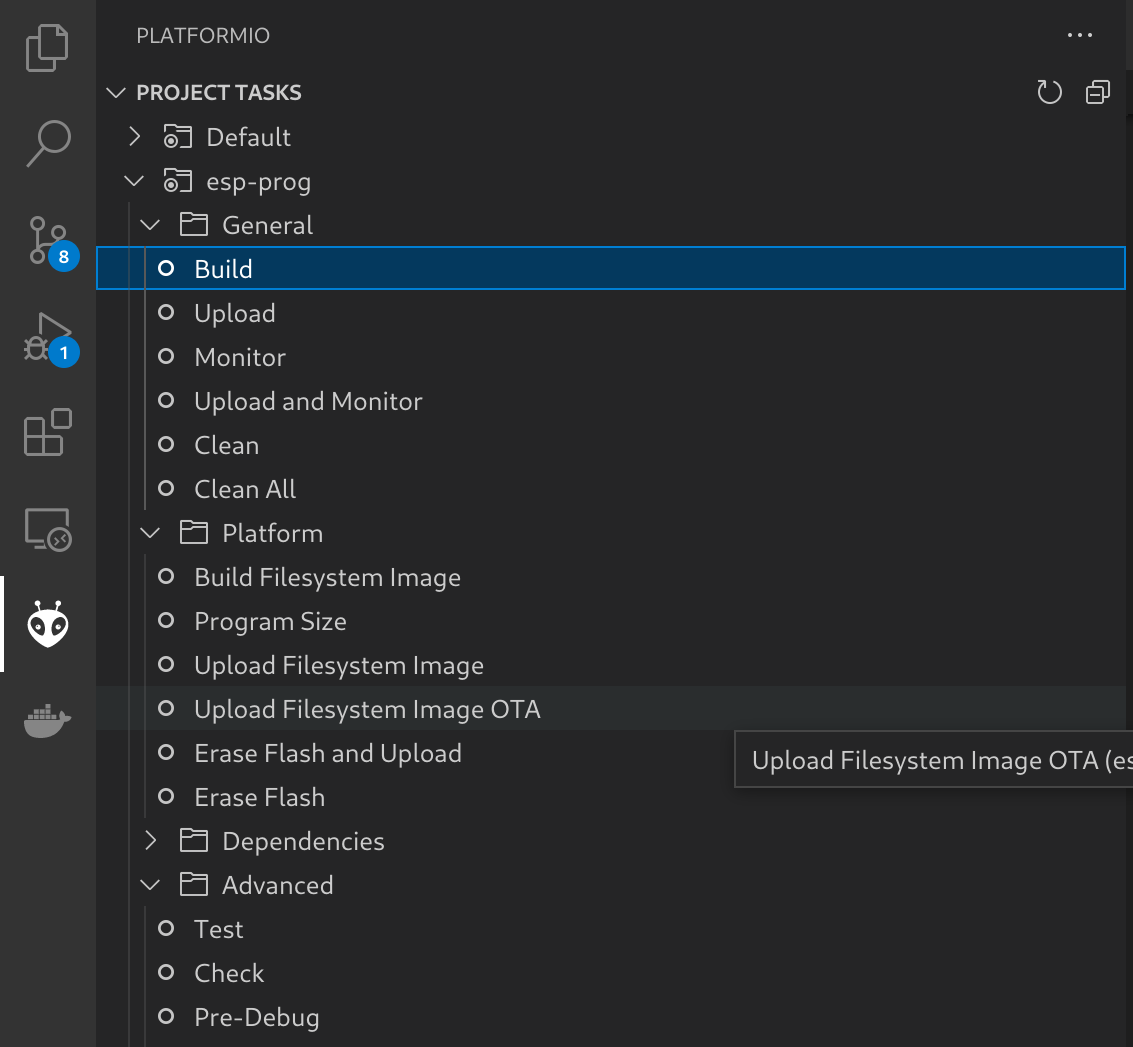 PLATFORMIO
PROJECT TASKS
Default
esp-prog
General
8
Build
Upload
1
Monitor
Upload and Monitor
Clean
Clean All
Platform
Build Filesystem Image
Program Size
Upload Filesystem Image
Upload Filesystem Image OTA
Erase Flash and Upload
Upload Filesystem Image OTA (es
Erase Flash
Dependencies
Advanced
Test
Check
Pre-Debug